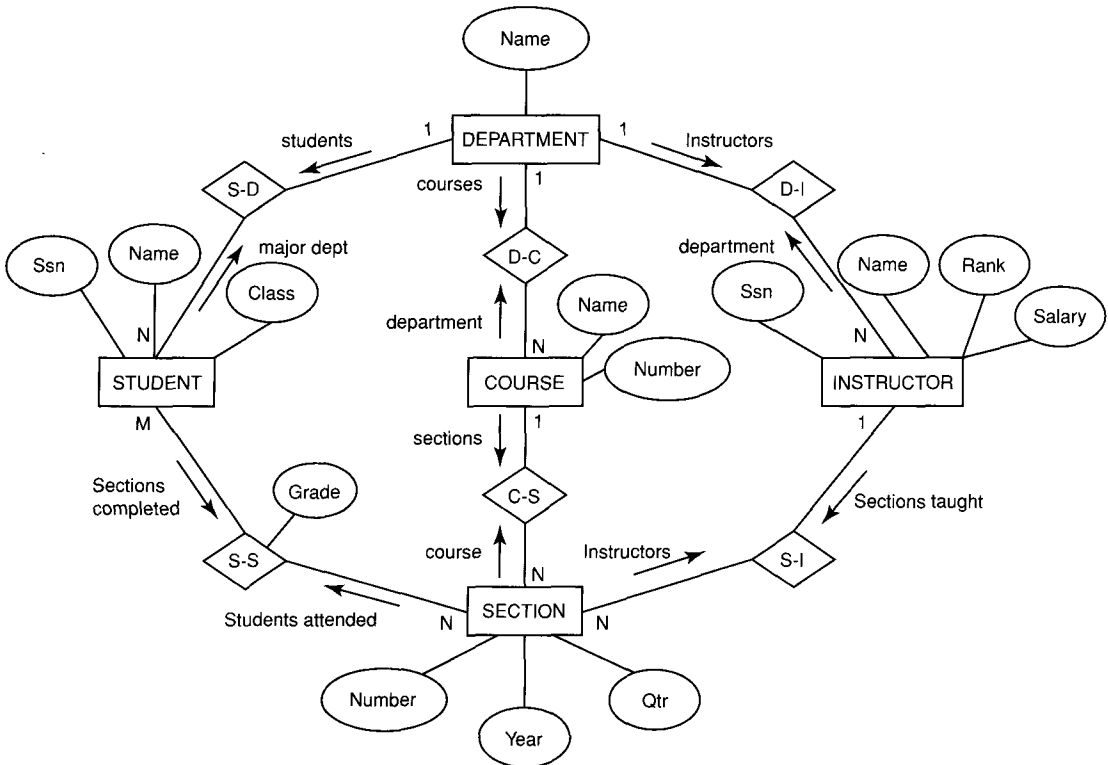 Name
1
DEPARTMENT
1
students
Instructors
1
S-D
courses
D-I
major dept
department
Ssn
Name
Class
D-C
Ssn
Name
Rank
Salary
department
Name
Number
N
N
N
STUDENT
COURSE
INSTRUCTOR
M
1
1
sections
Sections
completed
Grade
C-S
Sections taught
S-S
course
Instructors
S-I
N
Students attended
N
SECTION
N
Number
Year
Qtr